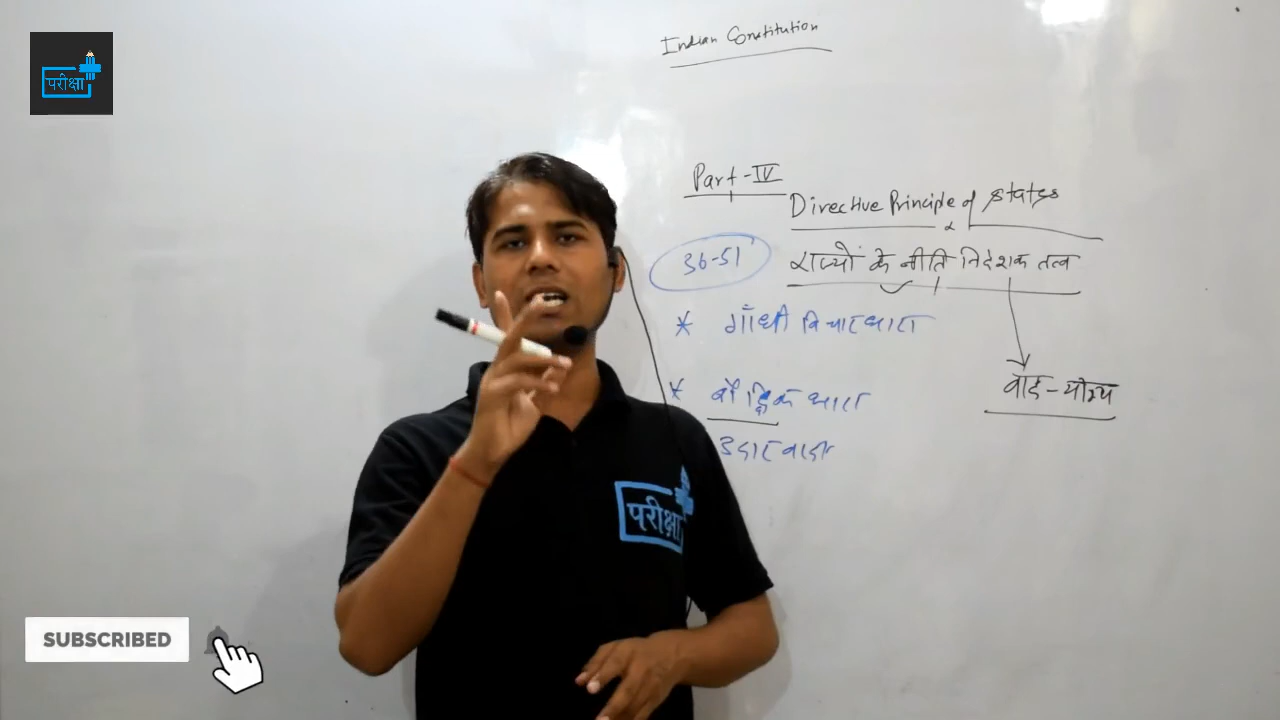 परीक्षा
Indian Constitution
Part-IV
Directive Principle of States
36-51
राज्यों के नीति निदेशक तत्व
* गाँधी विचारधारा
* बौद्धिक धारा
उदारवादी
वाद-योग्य
परीक्षा
SUBSCRIBED